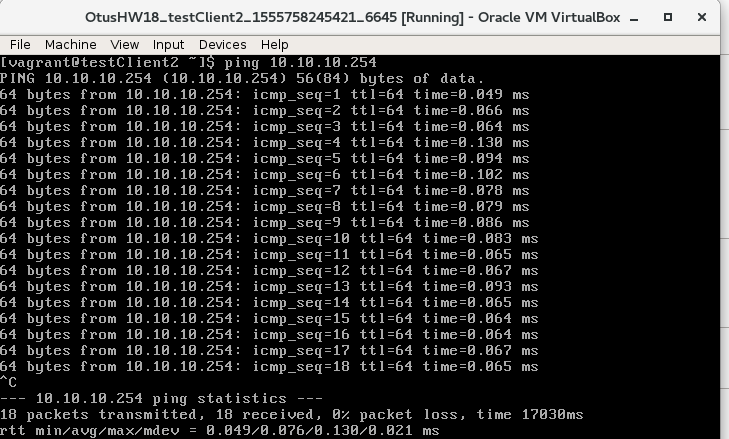 OtusHW18_testClient2_1555758245421_6645 [Running] - Oracle VM VirtualBox
File Machine View Input Devices Help
[vagrant@testClient2 ~]$ ping 10.10.10.254
PING 10.10.10.254 (10.10.10.254) 56(84) bytes of data.
64 bytes from 10.10.10.254: icmp_seq=1 ttl=64 time=0.049 ms
64 bytes from 10.10.10.254: icmp_seq=2 ttl=64 time=0.066 ms
64 bytes from 10.10.10.254: icmp_seq=3 ttl=64 time=0.064 ms
64 bytes from 10.10.10.254: icmp_seq=4 ttl=64 time=0.130 ms
64 bytes from 10.10.10.254: icmp_seq=5 ttl=64 time=0.094 ms
64 bytes from 10.10.10.254: icmp_seq=6 ttl=64 time=0.102 ms
64 bytes from 10.10.10.254: icmp_seq=7 ttl=64 time=0.078 ms
64 bytes from 10.10.10.254: icmp_seq=8 ttl=64 time=0.079 ms
64 bytes from 10.10.10.254: icmp_seq=9 ttl=64 time=0.086 ms
64 bytes from 10.10.10.254: icmp_seq=10 ttl=64 time=0.083 ms
64 bytes from 10.10.10.254: icmp_seq=11 ttl=64 time=0.065 ms
64 bytes from 10.10.10.254: icmp_seq=12 ttl=64 time=0.067 ms
64 bytes from 10.10.10.254: icmp_seq=13 ttl=64 time=0.093 ms
64 bytes from 10.10.10.254: icmp_seq=14 ttl=64 time=0.065 ms
64 bytes from 10.10.10.254: icmp_seq=15 ttl=64 time=0.064 ms
64 bytes from 10.10.10.254: icmp_seq=16 ttl=64 time=0.064 ms
64 bytes from 10.10.10.254: icmp_seq=17 ttl=64 time=0.067 ms
64 bytes from 10.10.10.254: icmp_seq=18 ttl=64 time=0.065 ms
^C
--- 10.10.10.254 ping statistics ---
18 packets transmitted, 18 received, 0% packet loss, time 17030ms
rtt min/avg/max/mdev = 0.049/0.076/0.130/0.021 ms